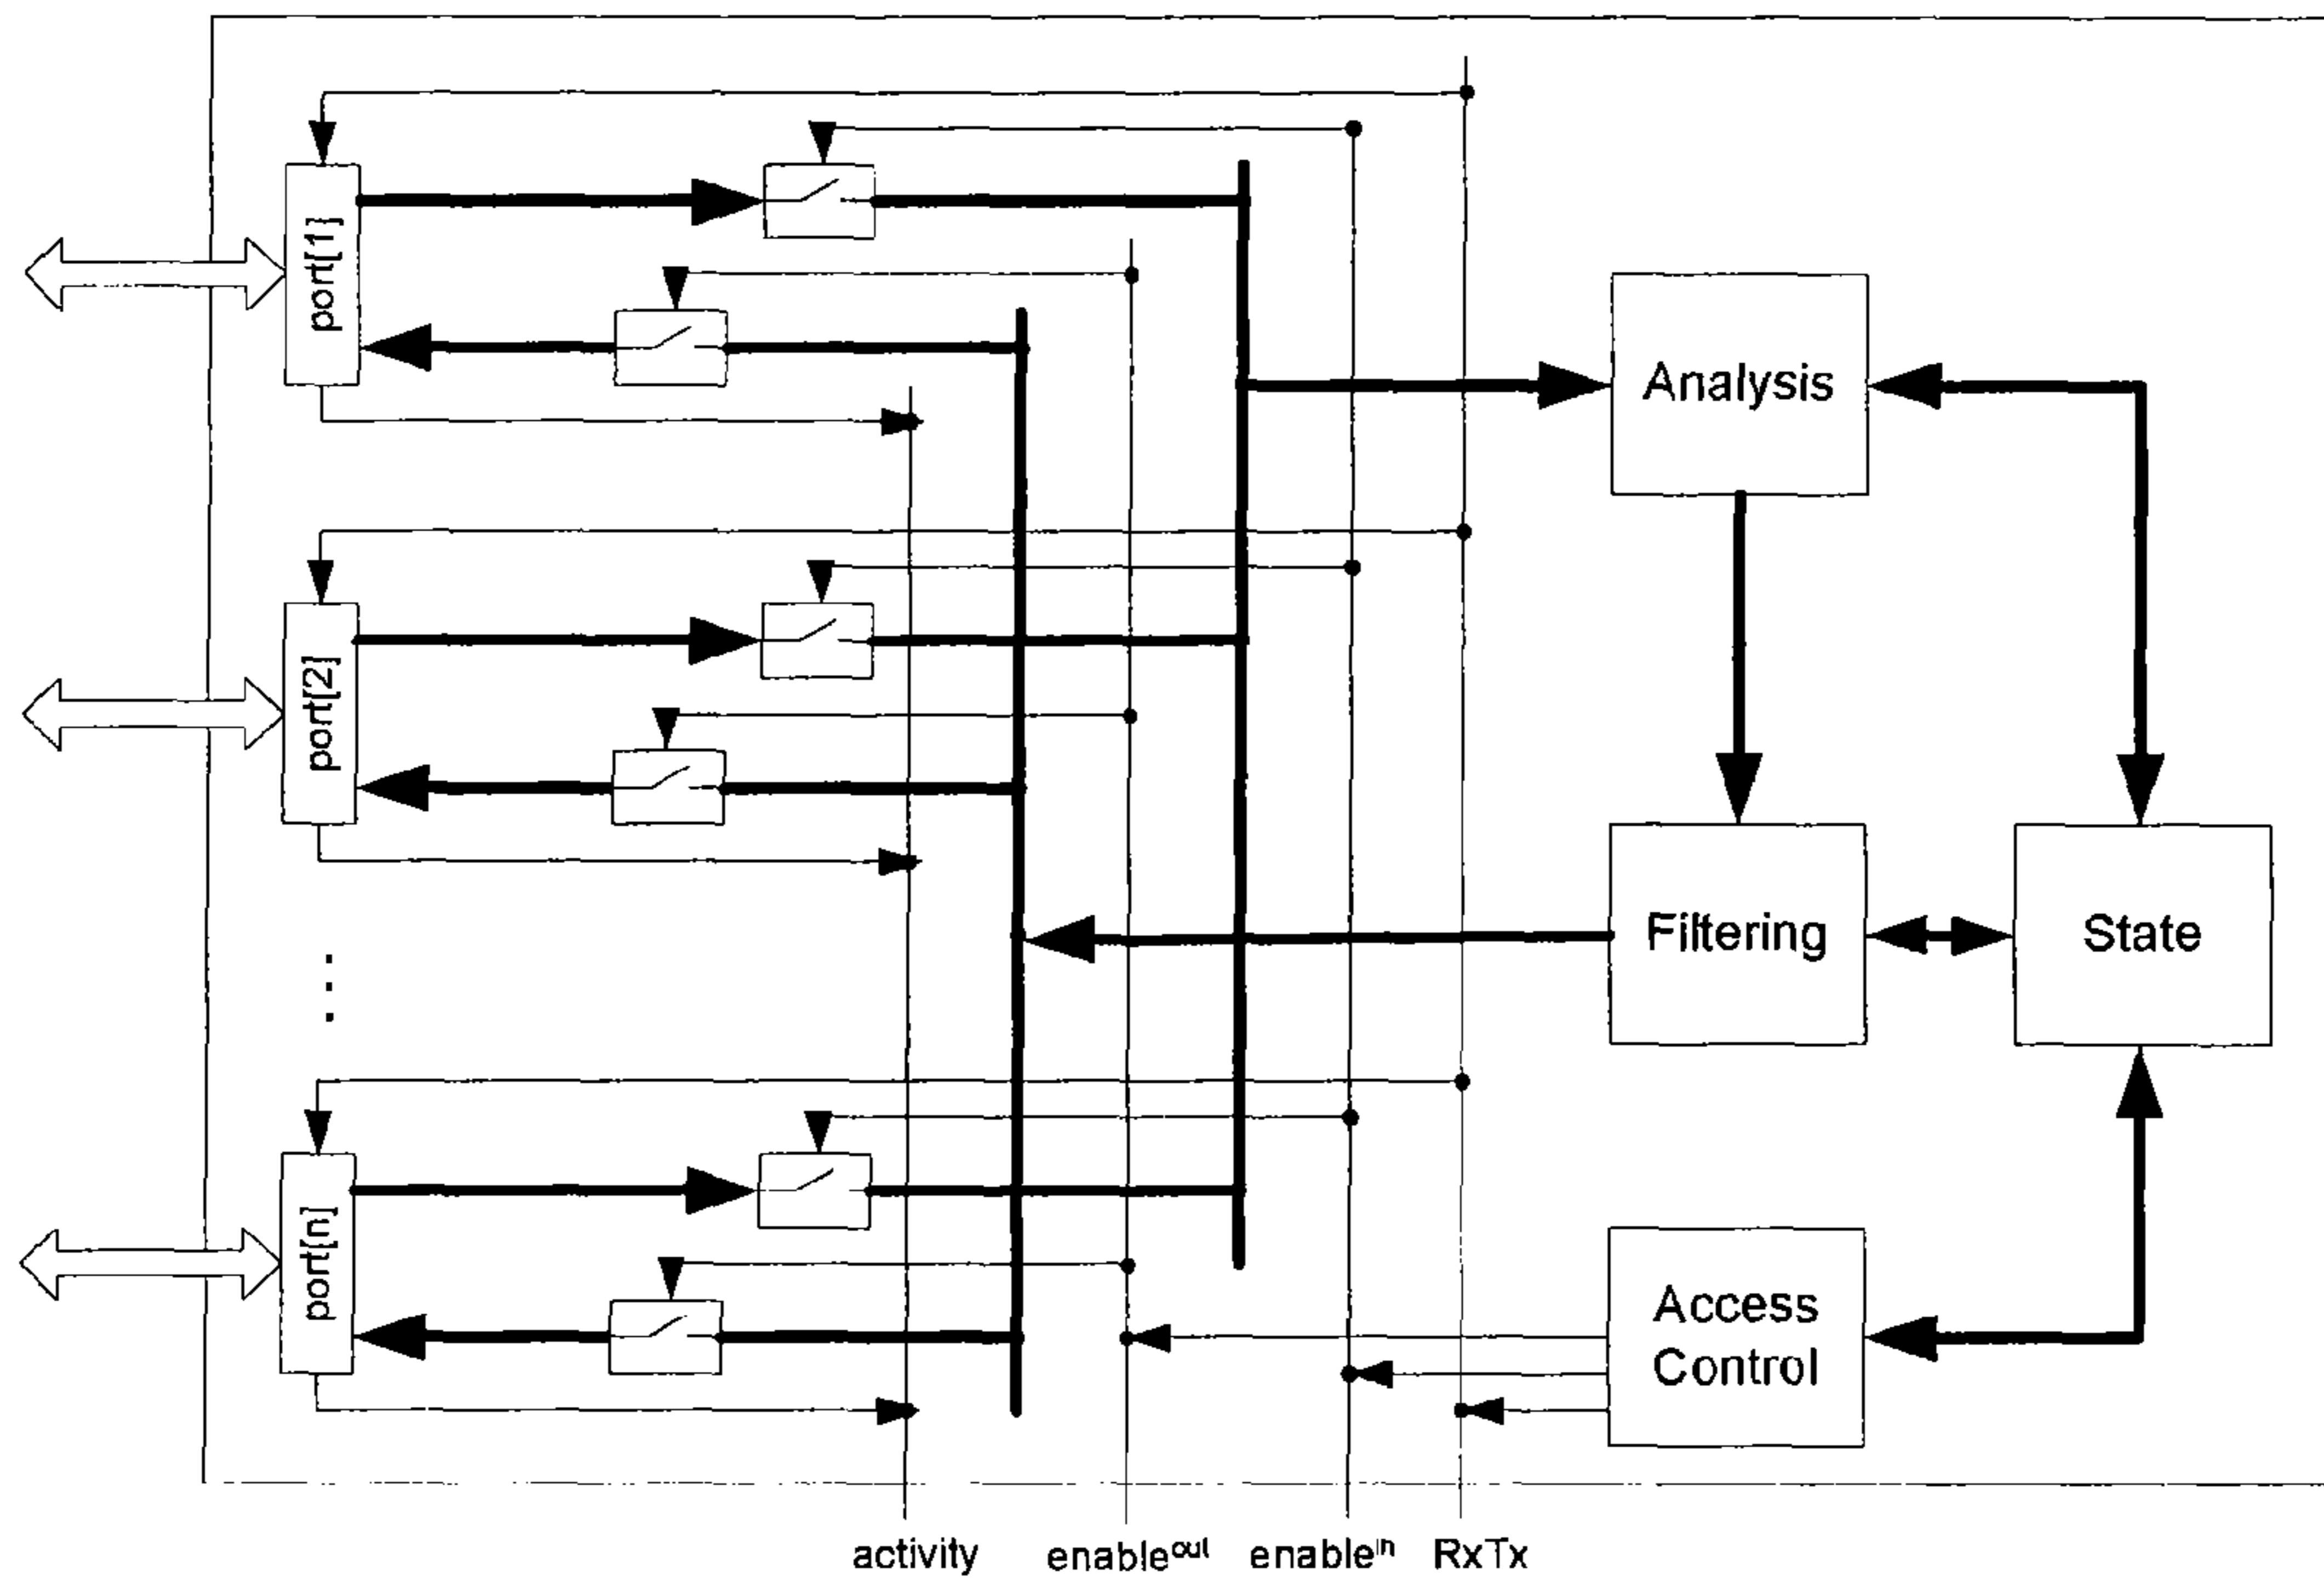 port[1]
Analysis
port[2]
Filtering
State
port[n]
Access
Control
activity
enableᵒᵘᵗ
enableⁱⁿ
RxTx